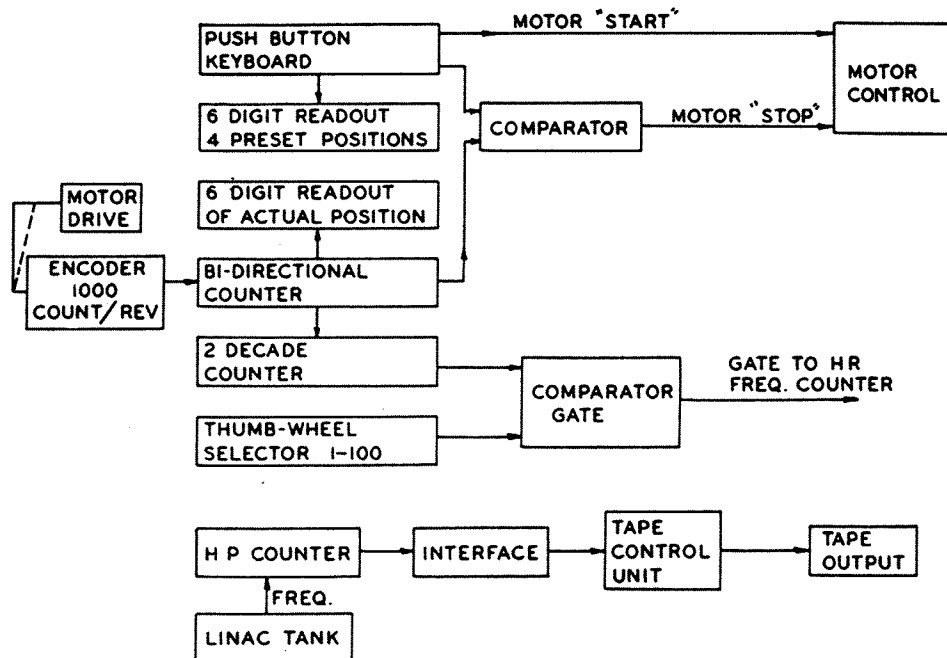 PUSH BUTTON
KEYBOARD
MOTOR "START"
MOTOR
CONTROL
6 DIGIT READOUT
4 PRESET POSITIONS
COMPARATOR
MOTOR "STOP"
MOTOR
DRIVE
6 DIGIT READOUT
OF ACTUAL POSITION
ENCODER
1000
COUNT/REV
BI-DIRECTIONAL
COUNTER
2 DECADE
COUNTER
COMPARATOR
GATE
GATE TO HR
FREQ. COUNTER
THUMB-WHEEL
SELECTOR 1-100
HP COUNTER
INTERFACE
TAPE
CONTROL
UNIT
TAPE
OUTPUT
FREQ.
LINAC TANK